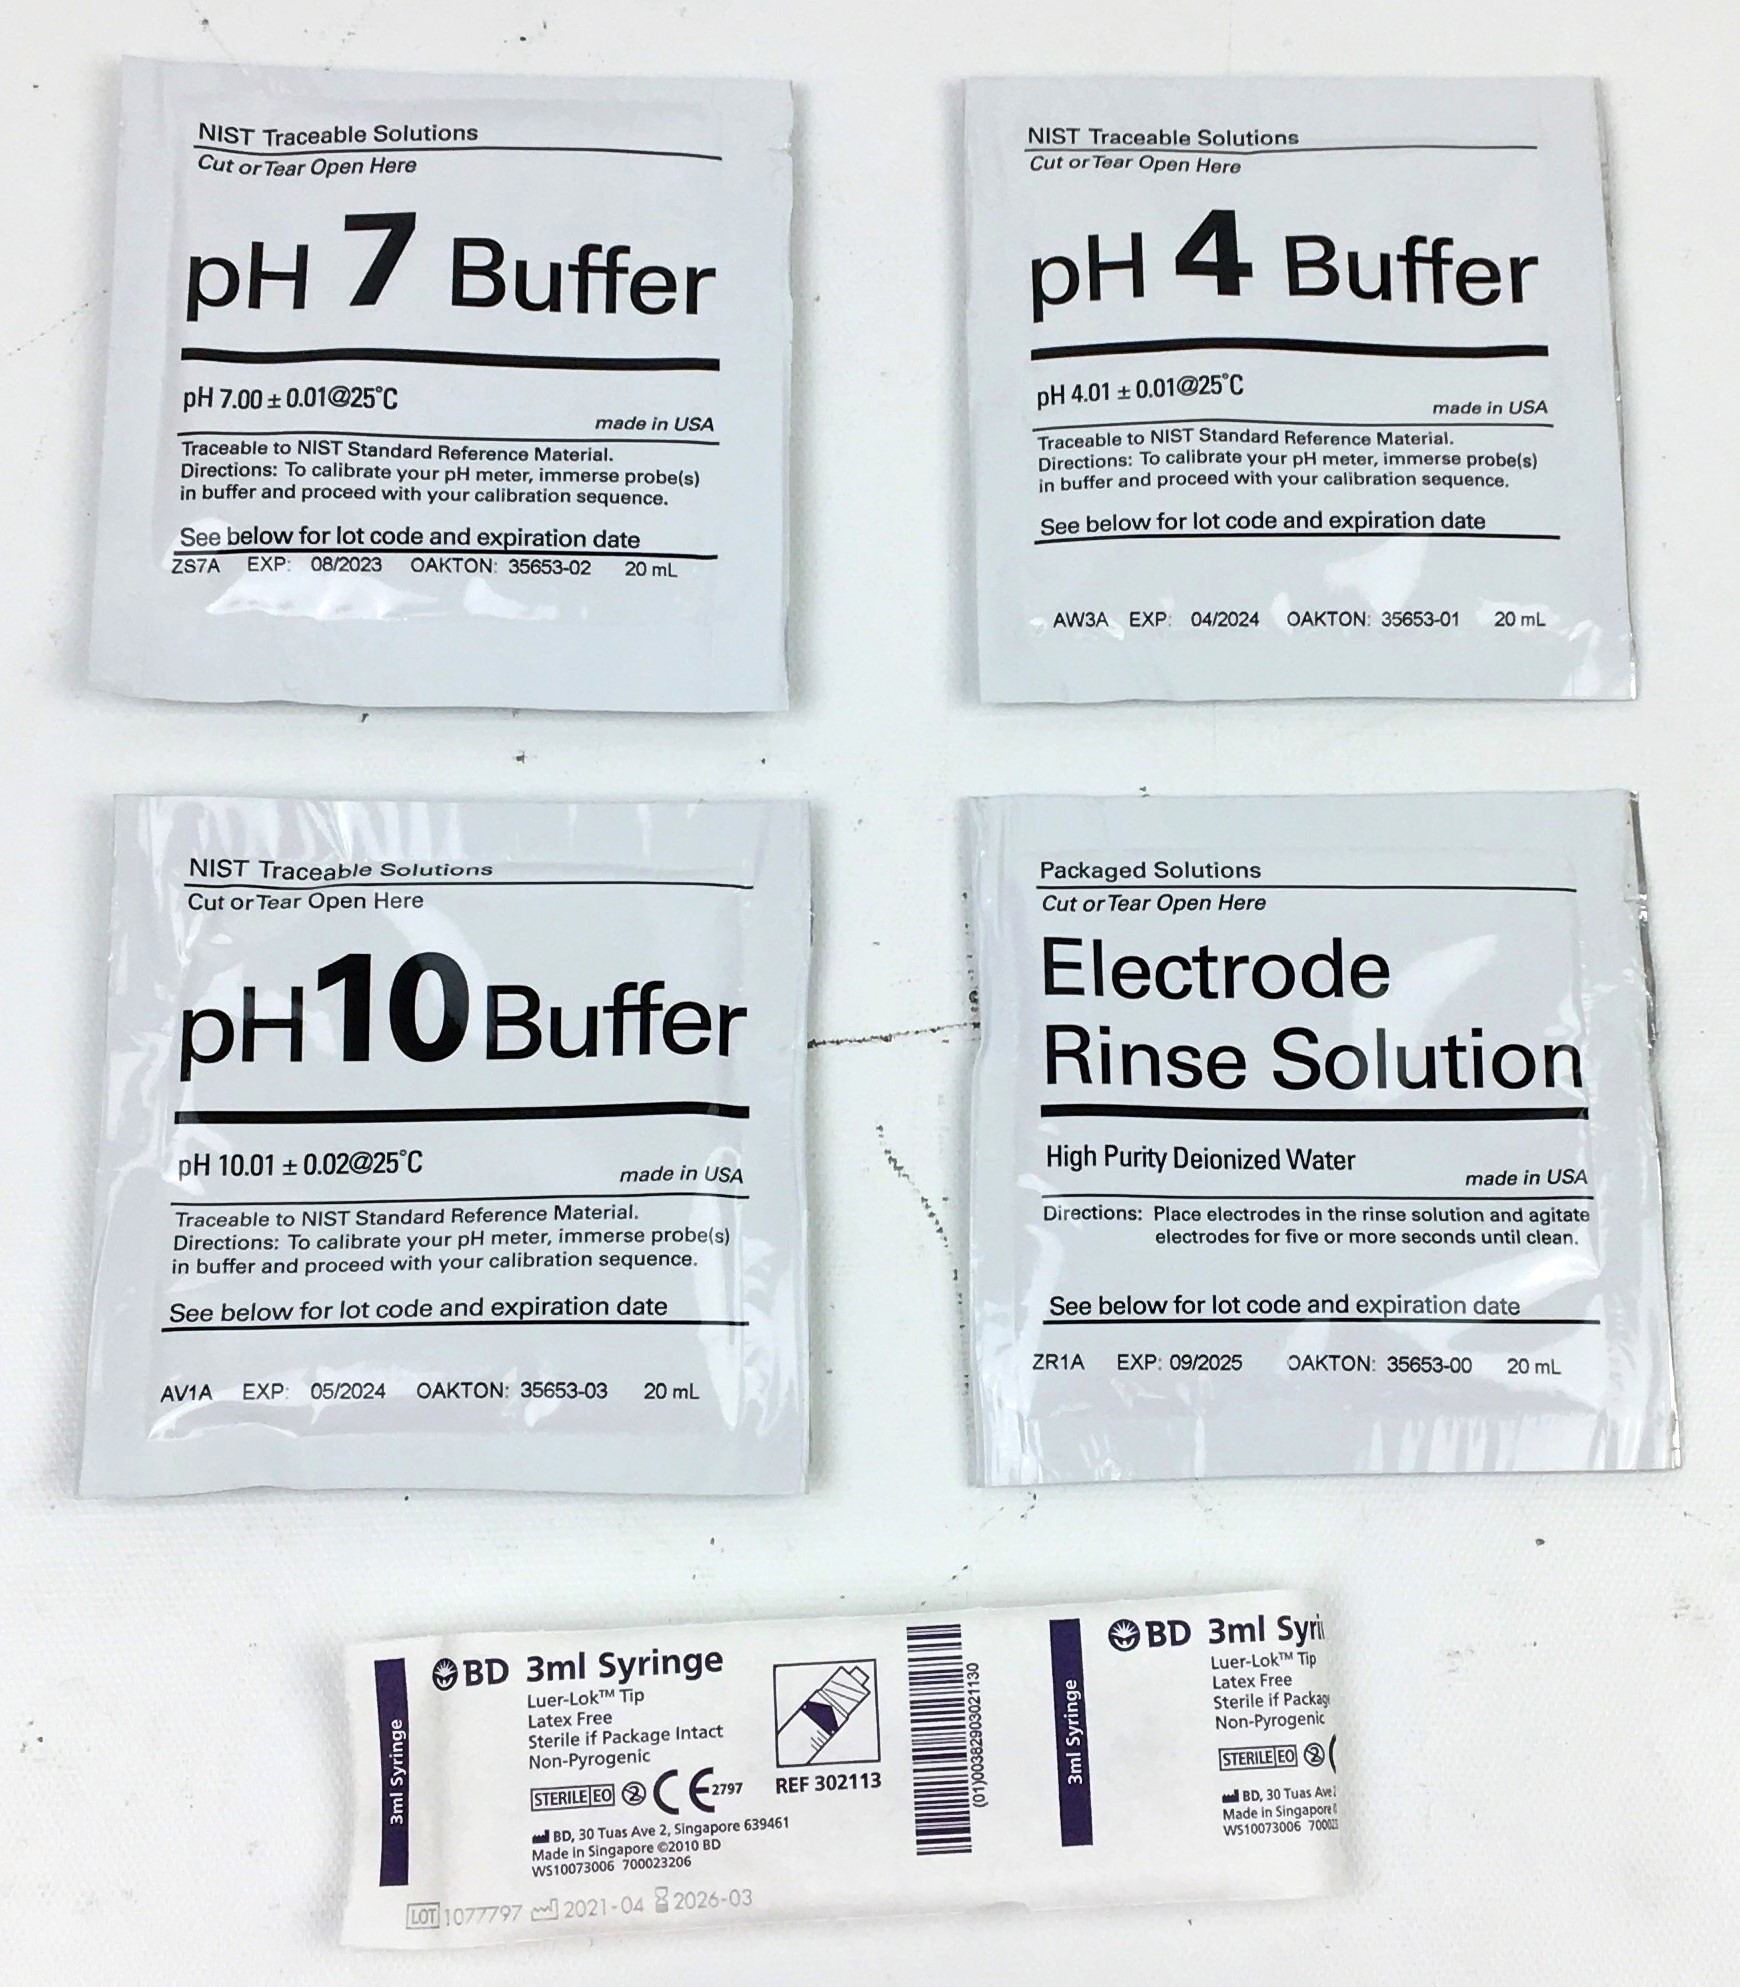 NIST Traceable Solutions
Cut or Tear Open Here
pH 7 Buffer
pH 7.00 ± 0.01@25°C
made in USA
Traceable to NIST Standard Reference Material.
Directions: To calibrate your pH meter, immerse probe(s)
in buffer and proceed with your calibration sequence.
See below for lot code and expiration date
ZS7A EXP: 08/2023 OAKTON: 35653-02 20 mL
NIST Traceable Solutions
Cut or Tear Open Here
pH 4 Buffer
pH 4.01 ± 0.01@25°C
made in USA
Traceable to NIST Standard Reference Material.
Directions: To calibrate your pH meter, immerse probe(s)
in buffer and proceed with your calibration sequence.
See below for lot code and expiration date
AW3A EXP: 04/2024 OAKTON: 35653-01 20 mL
NIST Traceable Solutions
Cut or Tear Open Here
pH 10 Buffer
pH 10.01 ± 0.02@25°C
made in USA
Traceable to NIST Standard Reference Material.
Directions: To calibrate your pH meter, immerse probe(s)
in buffer and proceed with your calibration sequence.
See below for lot code and expiration date
AV1A EXP: 05/2024 OAKTON: 35653-03 20 mL
Packaged Solutions
Cut or Tear Open Here
Electrode
Rinse Solution
High Purity Deionized Water
made in USA
Directions: Place electrodes in the rinse solution and agitate
electrodes for five or more seconds until clean.
See below for lot code and expiration date
ZR1A EXP: 09/2025 OAKTON: 35653-00 20 mL
3ml Syringe
BD 3ml Syringe
Luer-Lok™ Tip
Latex Free
Sterile if Package Intact
Non-Pyrogenic
STERILE EO 2 CE 2797
BD, 30 Tuas Ave 2, Singapore 639461
Made in Singapore ©2010 BD
WS10073006 700023206
LOT 1077797 2021-04 2026-03
REF 302113
(01)00382903021130
3ml Syringe
BD 3ml Syri
Luer-Lok™ Tip
Latex Free
Sterile if Packag
Non-Pyrogenic
STERILE EO 2
BD, 30 Tuas Ave
Made in Singapore
WS10073006 70002